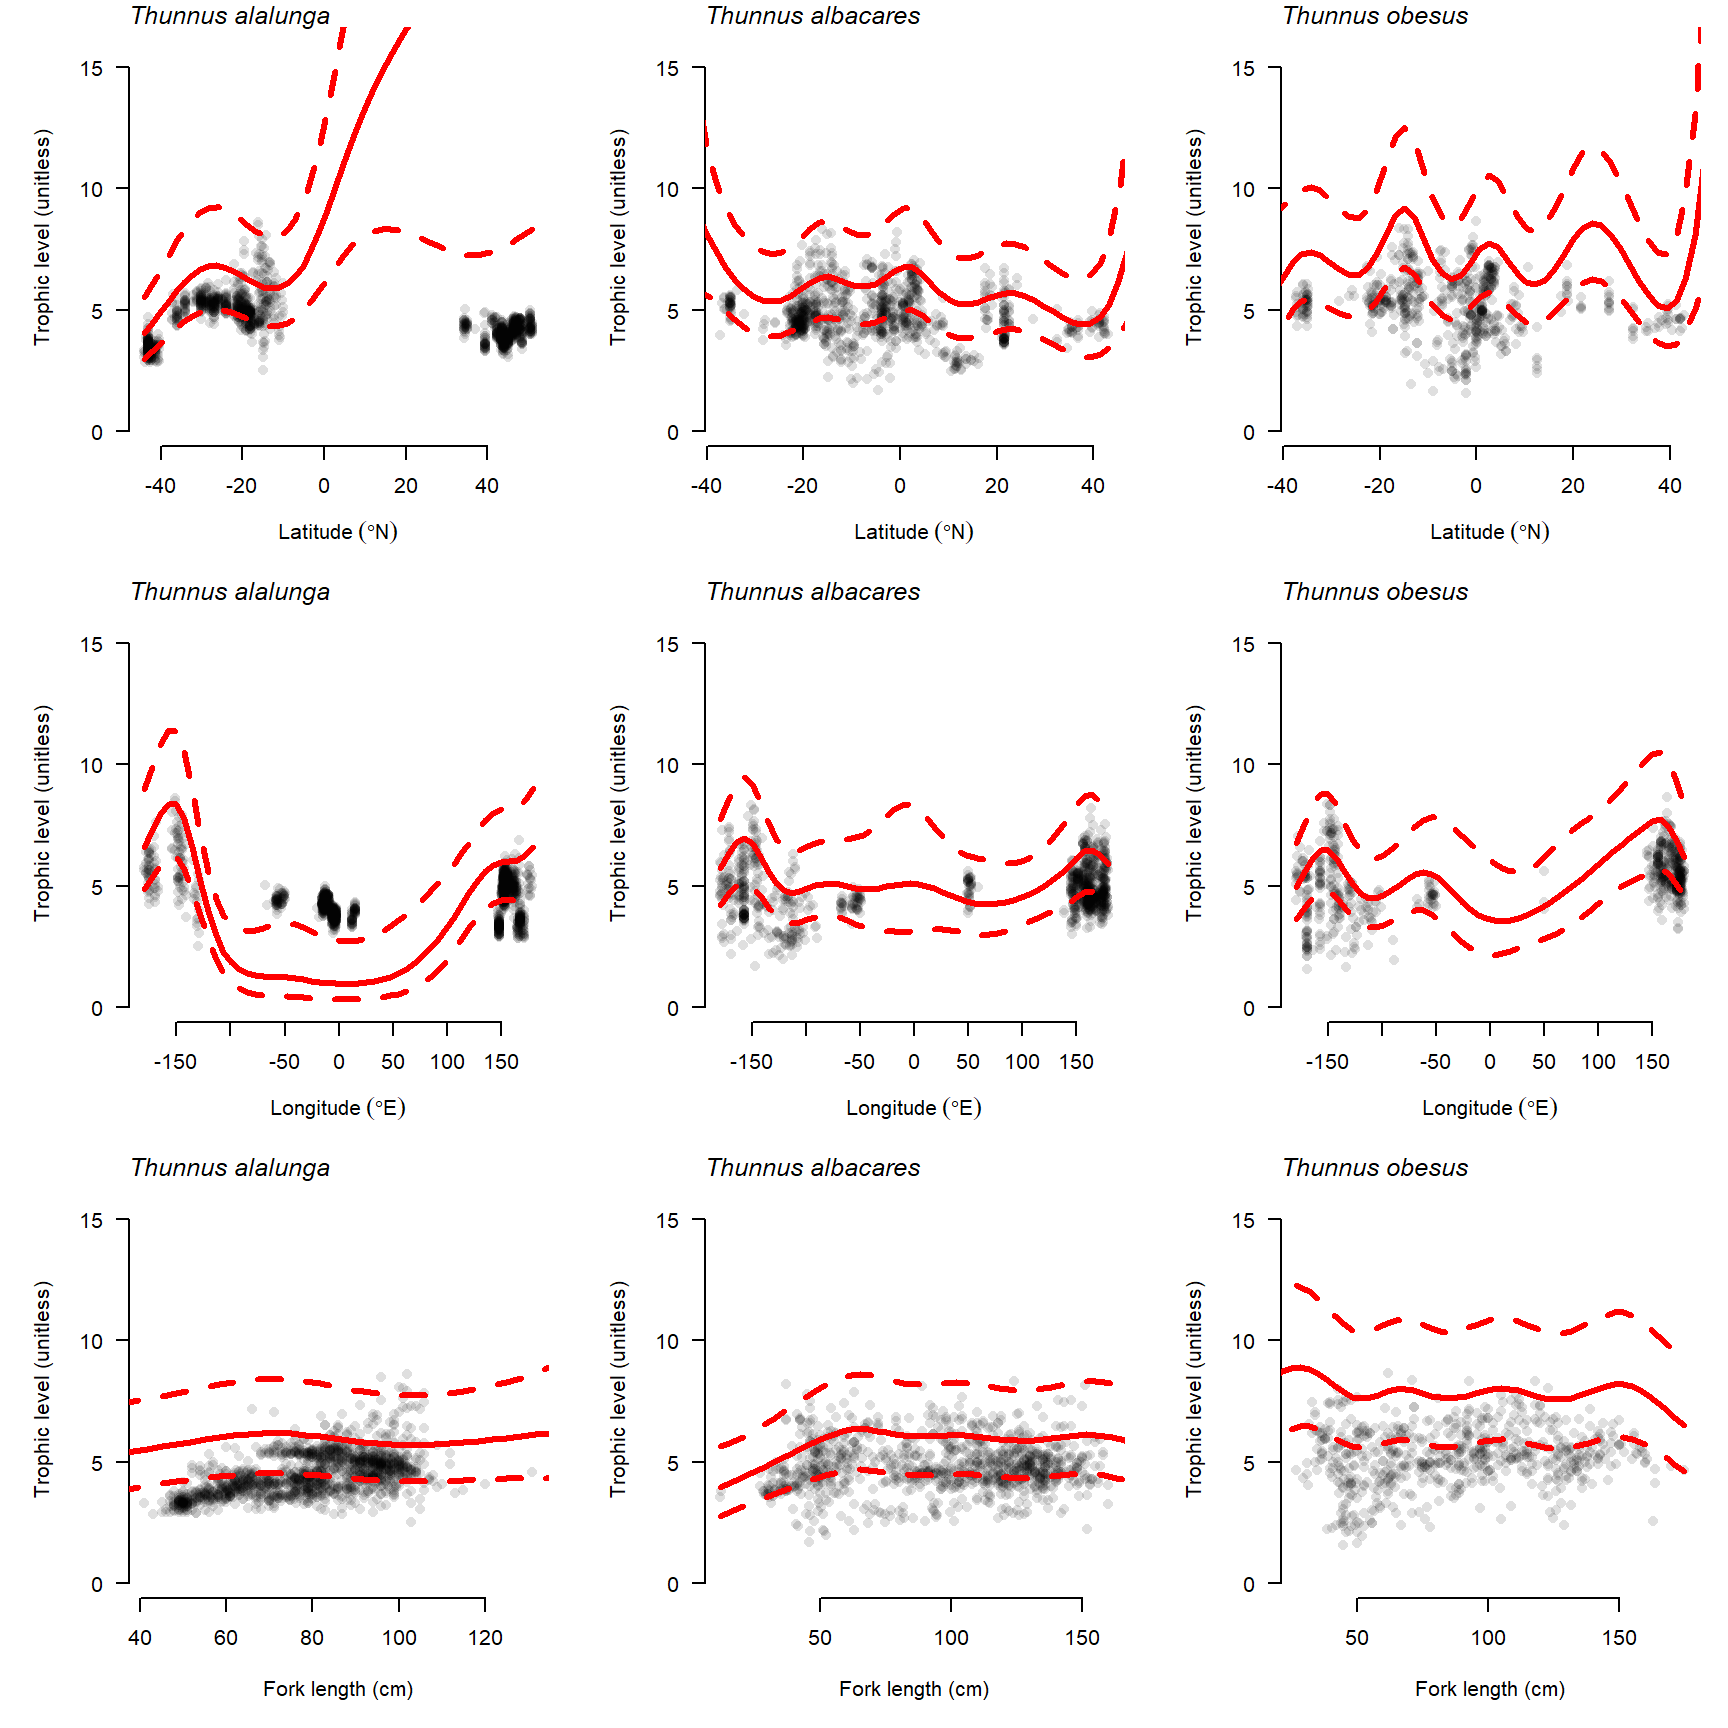 Thunnus alalunga
Thunnus albacares
Thunnus obesus
Trophic level (unitless)
15
10
5
0
-40 -20 0 20 40
Latitude (°N)
Trophic level (unitless)
15
10
5
0
-40 -20 0 20 40
Latitude (°N)
Trophic level (unitless)
15
10
5
0
-40 -20 0 20 40
Latitude (°N)
Thunnus alalunga
Thunnus albacares
Thunnus obesus
Trophic level (unitless)
15
10
5
0
-150 -50 0 50 100 150
Longitude (°E)
Trophic level (unitless)
15
10
5
0
-150 -50 0 50 100 150
Longitude (°E)
Trophic level (unitless)
15
10
5
0
-150 -50 0 50 100 150
Longitude (°E)
Thunnus alalunga
Thunnus albacares
Thunnus obesus
Trophic level (unitless)
15
10
5
0
40 60 80 100 120
Fork length (cm)
Trophic level (unitless)
15
10
5
0
50 100 150
Fork length (cm)
Trophic level (unitless)
15
10
5
0
50 100 150
Fork length (cm)